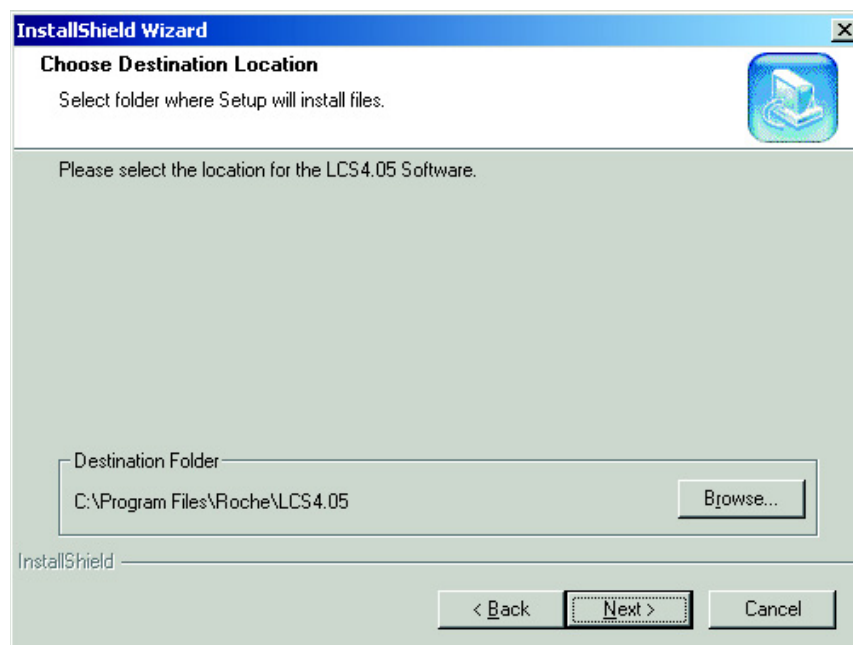 InstallShield Wizard
Choose Destination Location
Select folder where Setup will install files.
Please select the location for the LCS4.05 Software.
Destination Folder
C:\Program Files\Roche\LCS4.05
Browse...
InstallShield
< Back
Next >
Cancel